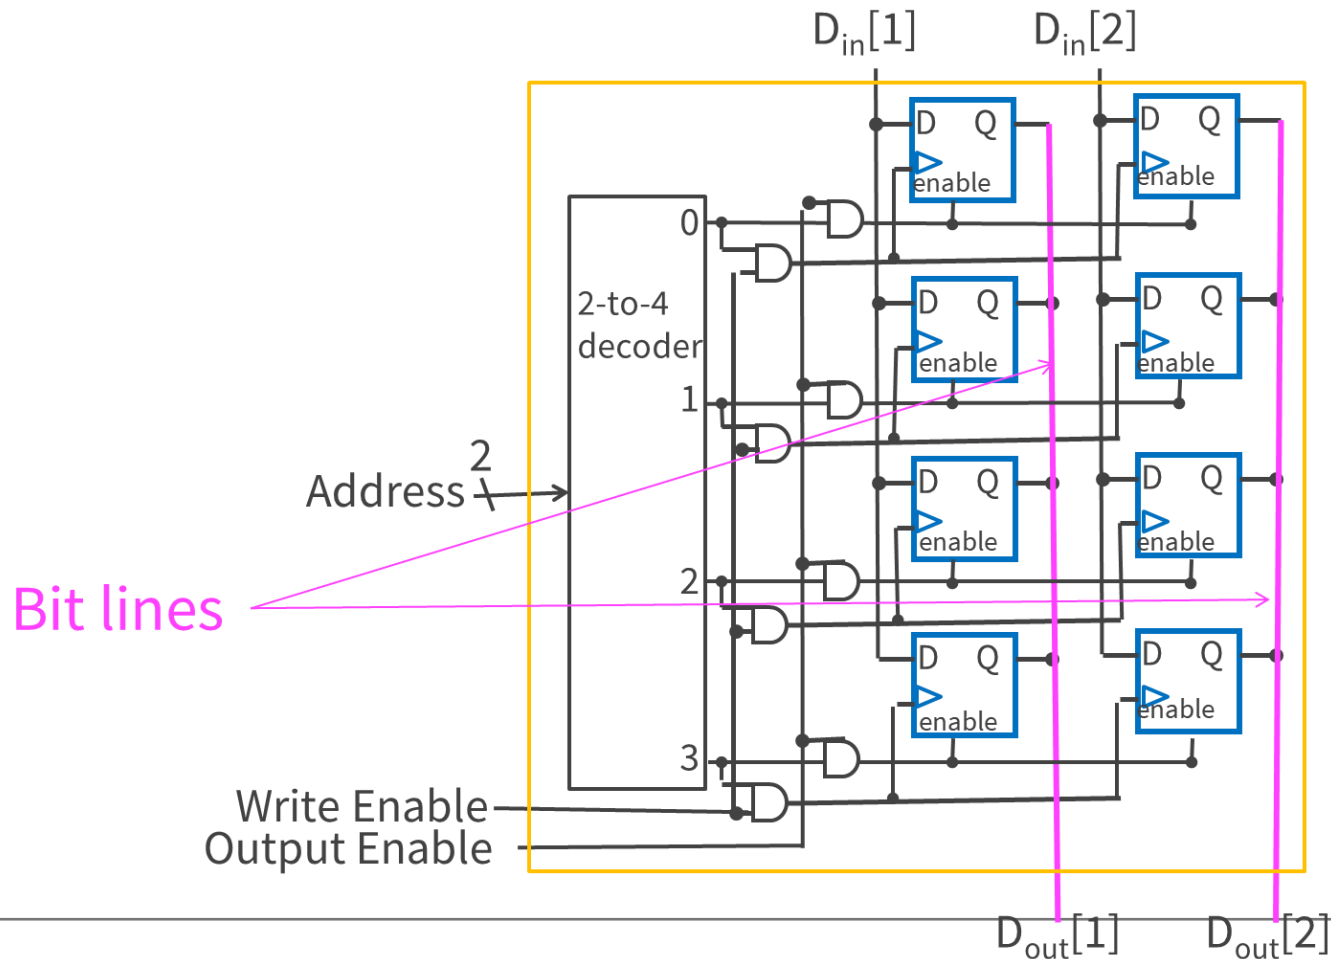 D_in[1] D_in[2]
D Q
enable
D Q
enable
0
D Q
enable
D Q
enable
2-to-4
decoder
1
2
Address
D Q
enable
D Q
enable
2
Bit lines
D Q
enable
D Q
enable
3
Write Enable
Output Enable
D_out[1] D_out[2]